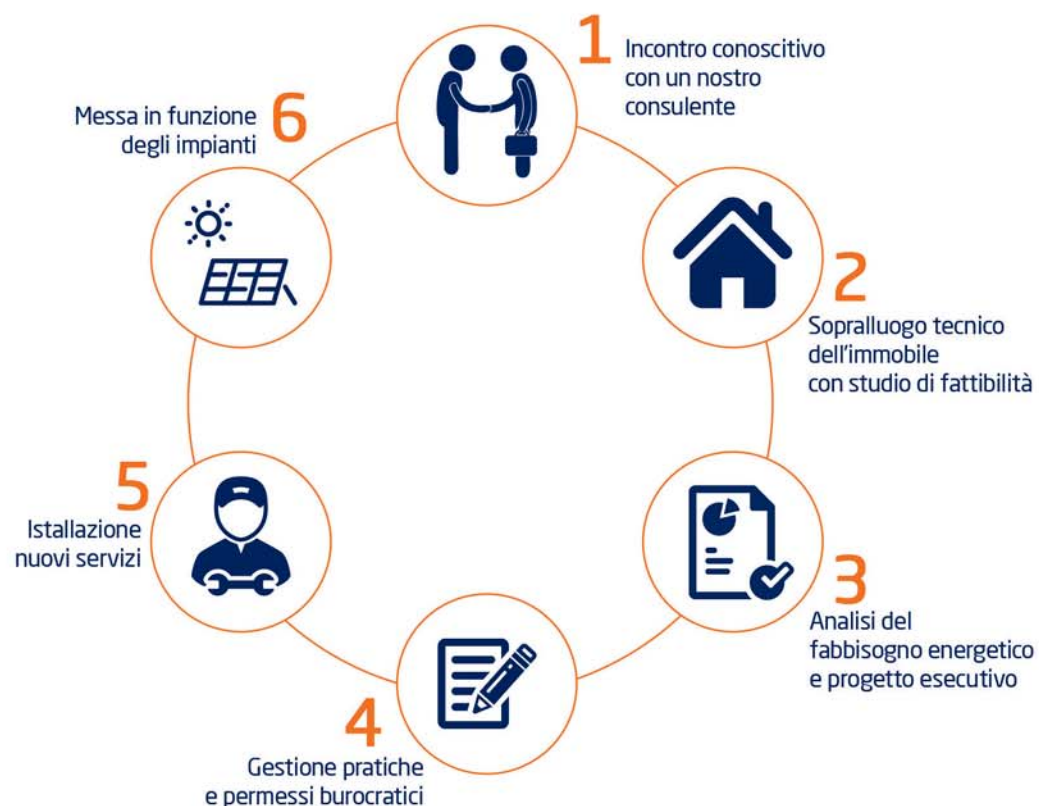 1
Incontro conoscitivo
con un nostro
consulente
2
Sopralluogo tecnico
dell'immobile
con studio di fattibilità
3
Analisi del
fabbisogno energetico
e progetto esecutivo
4
Gestione pratiche
e permessi burocratici
5
Istallazione
nuovi servizi
6
Messa in funzione
degli impianti